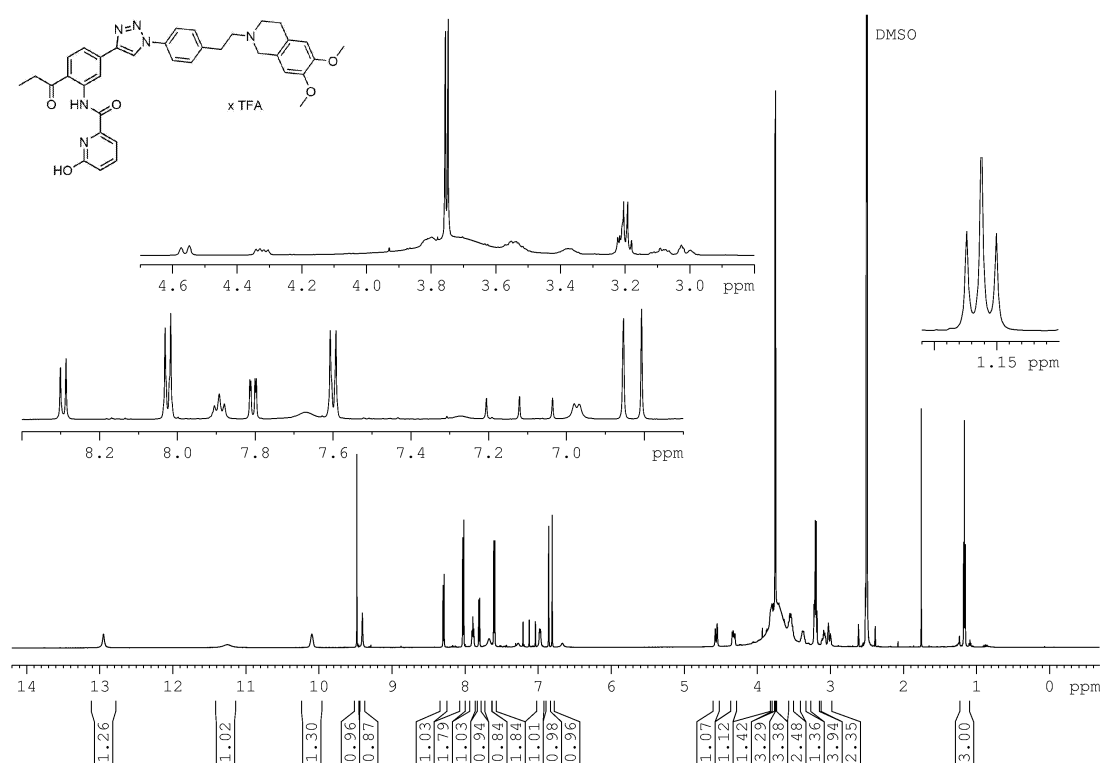 N N
N
N
O
O
O
HN O
N
HO
x TFA
DMSO
4.6 4.4 4.2 4.0 3.8 3.6 3.4 3.2 3.0 ppm
1.15 ppm
8.2 8.0 7.8 7.6 7.4 7.2 7.0 ppm
14 13 12 11 10 9 8 7 6 5 4 3 2 1 0 ppm
1.26 1.02 1.30 0.96 0.87 1.03 1.79 1.03 0.94 0.84 1.84 1.01 0.98 0.96 1.07 1.12 1.42 3.29 3.38 2.48 1.36 3.94 2.35 3.00